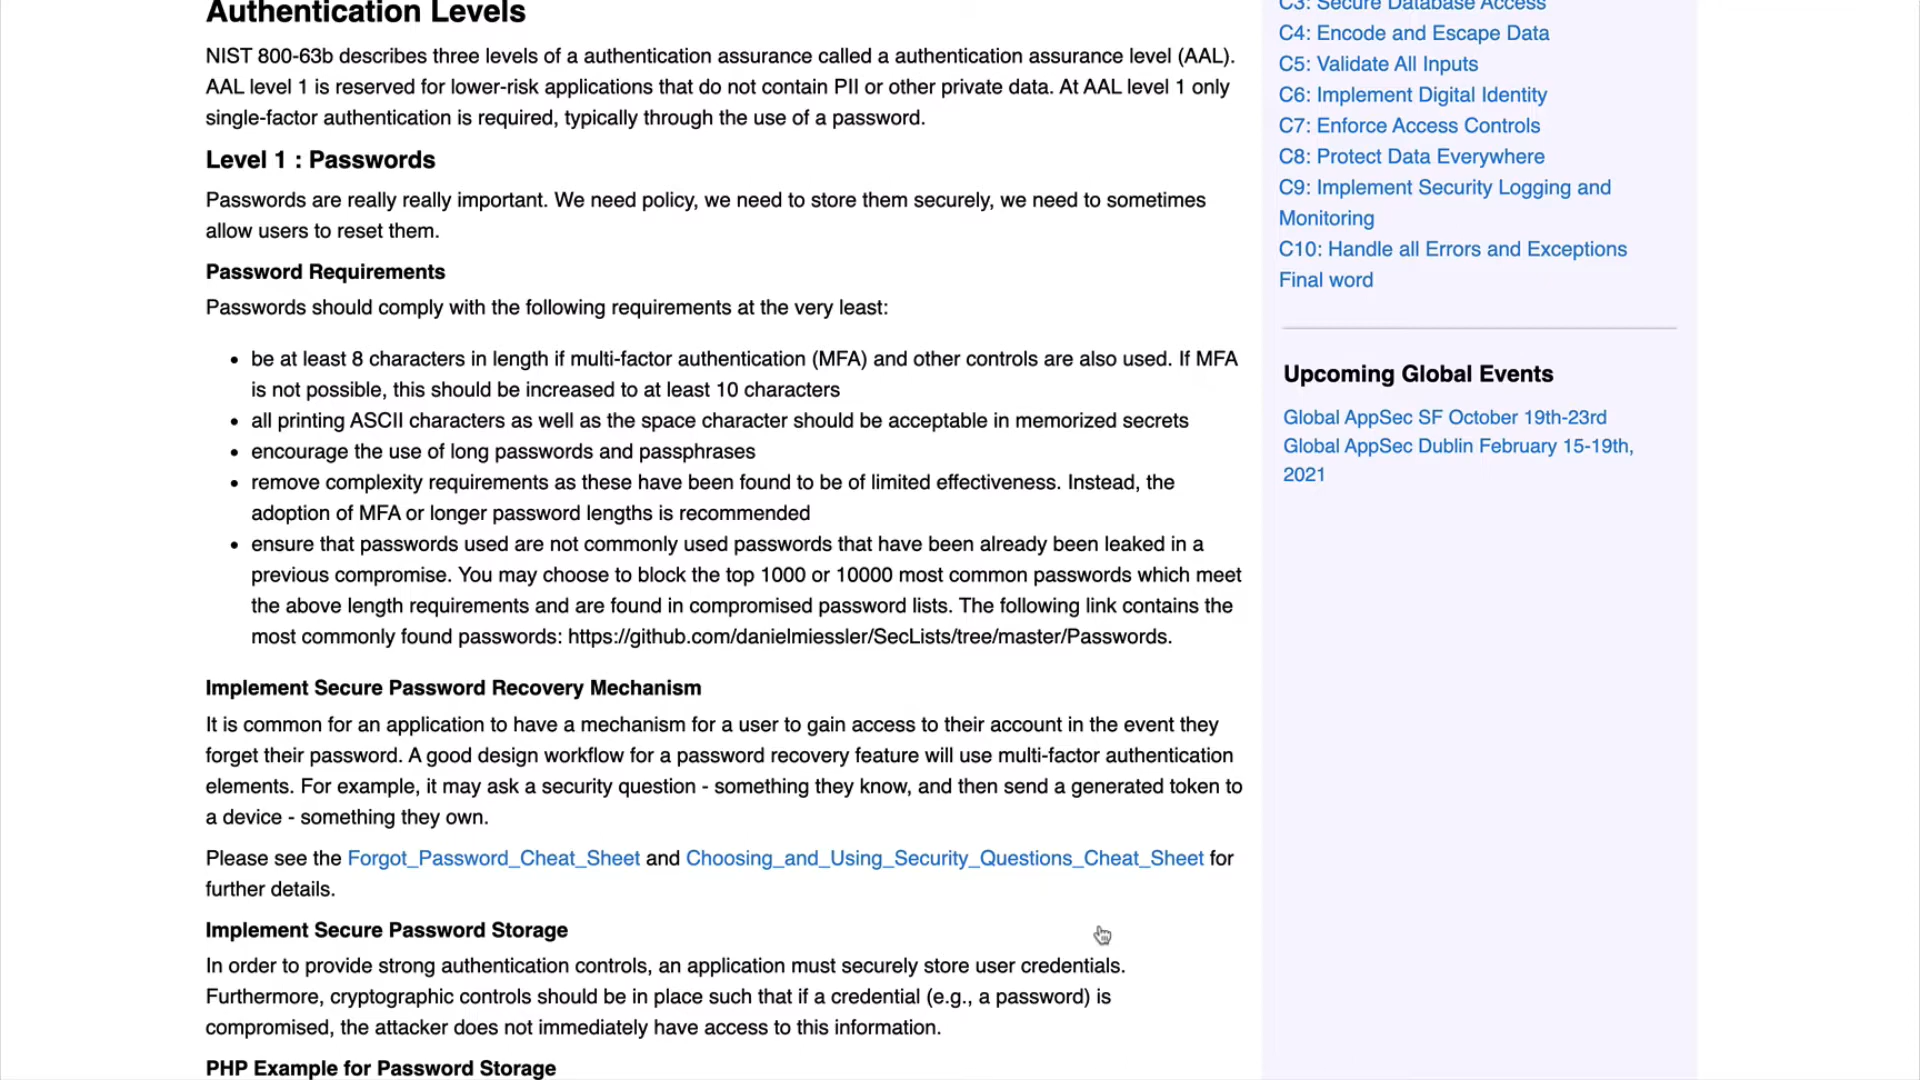 Authentication Levels
NIST 800-63b describes three levels of a authentication assurance called a authentication assurance level (AAL).
AAL level 1 is reserved for lower-risk applications that do not contain PII or other private data. At AAL level 1 only
single-factor authentication is required, typically through the use of a password.
Level 1 : Passwords
Passwords are really really important. We need policy, we need to store them securely, we need to sometimes
allow users to reset them.
Password Requirements
Passwords should comply with the following requirements at the very least:
• be at least 8 characters in length if multi-factor authentication (MFA) and other controls are also used. If MFA
is not possible, this should be increased to at least 10 characters
• all printing ASCII characters as well as the space character should be acceptable in memorized secrets
• encourage the use of long passwords and passphrases
• remove complexity requirements as these have been found to be of limited effectiveness. Instead, the
adoption of MFA or longer password lengths is recommended
• ensure that passwords used are not commonly used passwords that have been already been leaked in a
previous compromise. You may choose to block the top 1000 or 10000 most common passwords which meet
the above length requirements and are found in compromised password lists. The following link contains the
most commonly found passwords: https://github.com/danielmiessler/SecLists/tree/master/Passwords.
Implement Secure Password Recovery Mechanism
It is common for an application to have a mechanism for a user to gain access to their account in the event they
forget their password. A good design workflow for a password recovery feature will use multi-factor authentication
elements. For example, it may ask a security question - something they know, and then send a generated token to
a device - something they own.
Please see the Forgot_Password_Cheat_Sheet and Choosing_and_Using_Security_Questions_Cheat_Sheet for
further details.
Implement Secure Password Storage
In order to provide strong authentication controls, an application must securely store user credentials.
Furthermore, cryptographic controls should be in place such that if a credential (e.g., a password) is
compromised, the attacker does not immediately have access to this information.
PHP Example for Password Storage
C3: Secure Database Access
C4: Encode and Escape Data
C5: Validate All Inputs
C6: Implement Digital Identity
C7: Enforce Access Controls
C8: Protect Data Everywhere
C9: Implement Security Logging and
Monitoring
C10: Handle all Errors and Exceptions
Final word
Upcoming Global Events
Global AppSec SF October 19th-23rd
Global AppSec Dublin February 15-19th,
2021